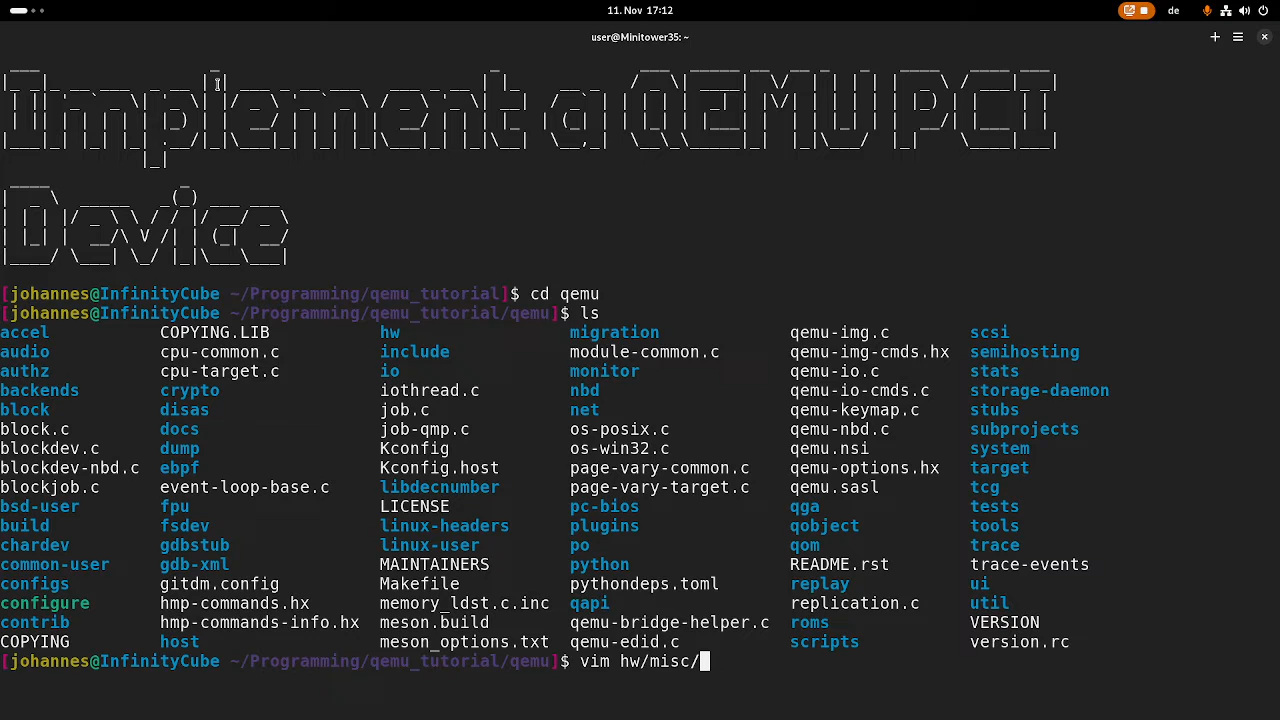 11. Nov 17:12
de
user@Minitower35: ~
Implement a QEMU PCI
Device
[johannes@InfinityCube ~/Programming/qemu_tutorial]$ cd qemu
[johannes@InfinityCube ~/Programming/qemu_tutorial/qemu]$ ls
accel COPYING.LIB hw migration qemu-img.c scsi
audio cpu-common.c include module-common.c qemu-img-cmds.hx semihosting
authz cpu-target.c io monitor qemu-io.c stats
backends crypto iothread.c nbd qemu-io-cmds.c storage-daemon
block disas job.c net qemu-keymap.c stubs
block.c docs job-qmp.c os-posix.c qemu-nbd.c subprojects
blockdev.c dump Kconfig os-win32.c qemu.nsi system
blockdev-nbd.c ebpf Kconfig.host page-vary-common.c qemu-options.hx target
blockjob.c event-loop-base.c libdecnumber page-vary-target.c qemu.sasl tcg
bsd-user fpu LICENSE pc-bios qga tests
build fsdev linux-headers plugins qobject tools
chardev gdbstub linux-user po qom trace
common-user gdb-xml MAINTAINERS python README.rst trace-events
configs gitdm.config Makefile pythondeps.toml replay ui
configure hmp-commands.hx memory_ldst.c.inc qapi replication.c util
contrib hmp-commands-info.hx meson.build qemu-bridge-helper.c roms VERSION
COPYING host meson_options.txt qemu-edid.c scripts version.rc
[johannes@InfinityCube ~/Programming/qemu_tutorial/qemu]$ vim hw/misc/